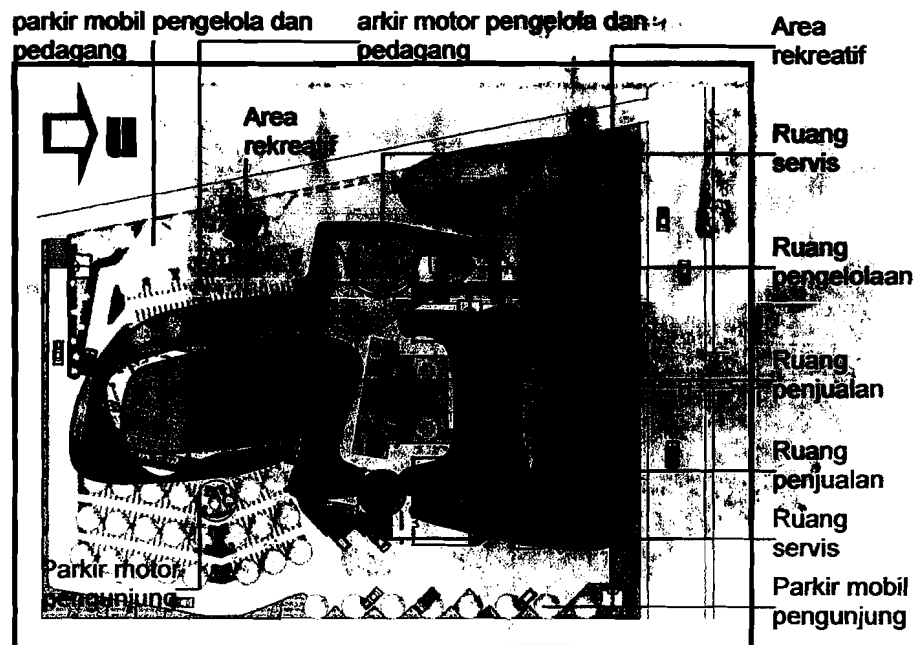 parkir mobil pengelola dan
pedagang
arkir motor pengelola dan
pedagang
Area
rekreatif
Area
rekreatif
Ruang
servis
Ruang
pengelolaan
Ruang
penjualan
Ruang
penjualan
Ruang
servis
Parkir motor
pengunjung
Parkir mobil
pengunjung